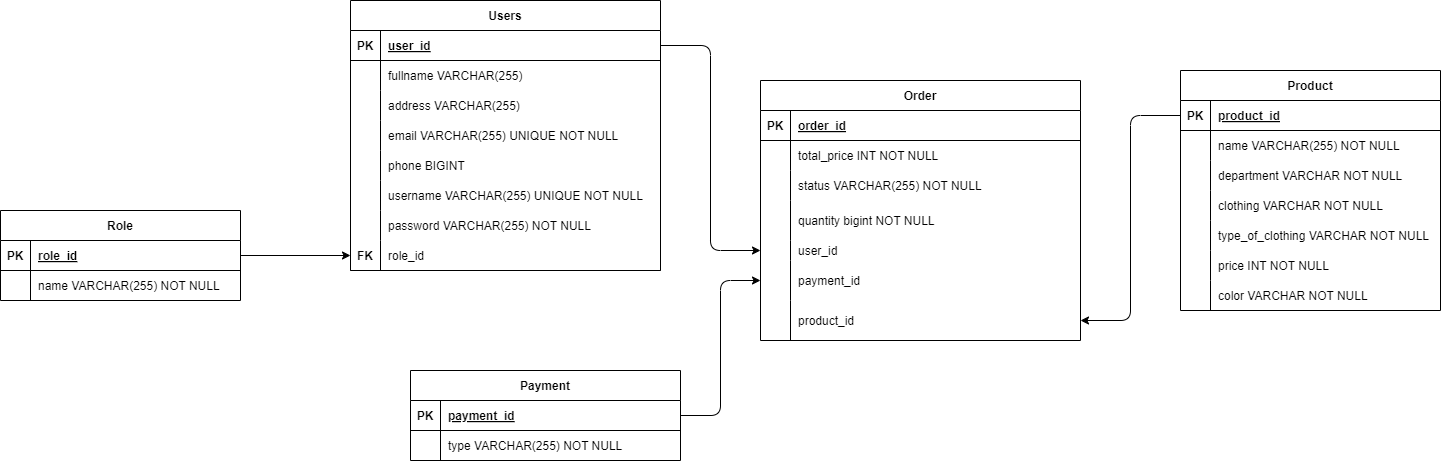 Users
PK user_id
fullname VARCHAR(255)
address VARCHAR(255)
email VARCHAR(255) UNIQUE NOT NULL
phone BIGINT
username VARCHAR(255) UNIQUE NOT NULL
password VARCHAR(255) NOT NULL
FK role_id
Role
PK role_id
name VARCHAR(255) NOT NULL
Order
PK order_id
total_price INT NOT NULL
status VARCHAR(255) NOT NULL
quantity bigint NOT NULL
user_id
payment_id
product_id
Product
PK product_id
name VARCHAR(255) NOT NULL
department VARCHAR NOT NULL
clothing VARCHAR NOT NULL
type_of_clothing VARCHAR NOT NULL
price INT NOT NULL
color VARCHAR NOT NULL
Payment
PK payment_id
type VARCHAR(255) NOT NULL